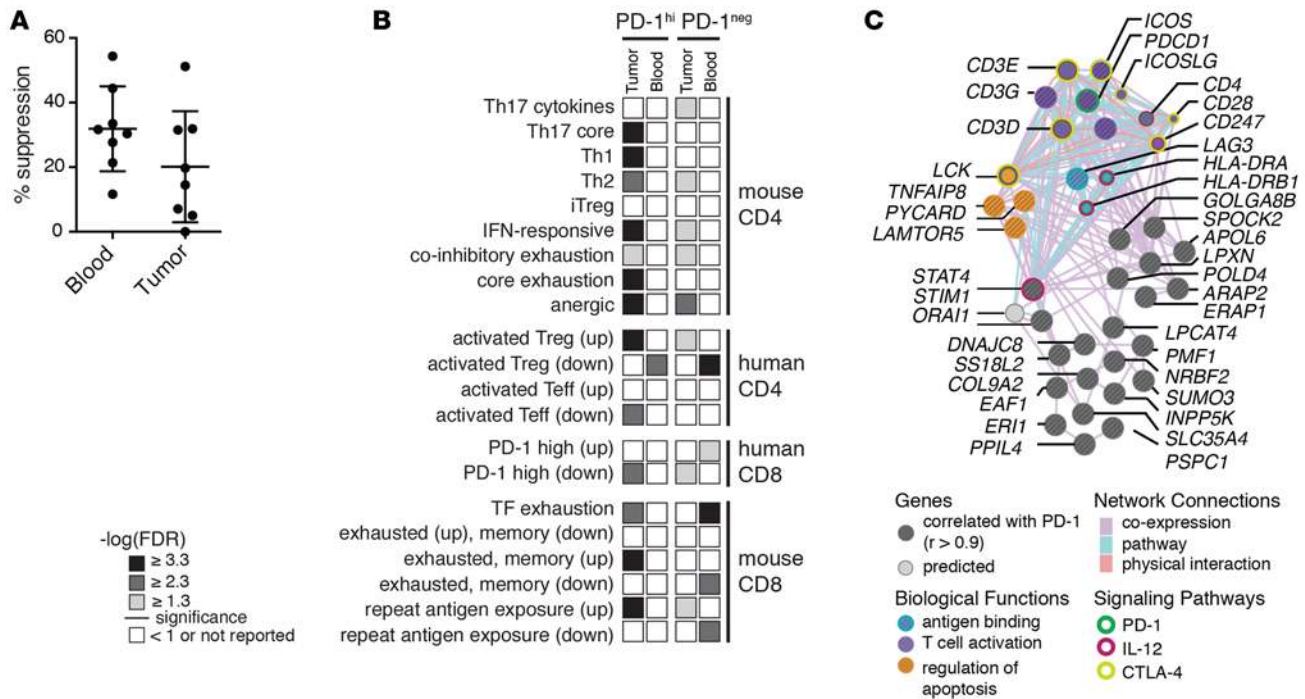 A
% suppression
60
40
20
0
Blood
Tumor
-log(FDR)
≥ 3.3
≥ 2.3
≥ 1.3
significance
< 1 or not reported
B
PD-1hi PD-1neg
Tumor
Blood
Tumor
Blood
Th17 cytokines
Th17 core
Th1
Th2
iTreg
IFN-responsive
co-inhibitory exhaustion
core exhaustion
anergic
mouse
CD4
activated Treg (up)
activated Treg (down)
activated Teff (up)
activated Teff (down)
human
CD4
PD-1 high (up)
PD-1 high (down)
human
CD8
TF exhaustion
exhausted (up), memory (down)
exhausted, memory (up)
exhausted, memory (down)
repeat antigen exposure (up)
repeat antigen exposure (down)
mouse
CD8
C
ICOS
PDCD1
ICOSLG
CD3E
CD3G
CD3D
CD4
CD28
CD247
LAG3
HLA-DRA
HLA-DRB1
GOLGA8B
SPOCK2
APOL6
LPXN
POLD4
ARAP2
ERAP1
LCK
TNFAIP8
PYCARD
LAMTOR5
STAT4
STIM1
ORAI1
DNAJC8
SS18L2
COL9A2
EAF1
ERI1
PPIL4
LPCAT4
PMF1
NRBF2
SUMO3
INPP5K
SLC35A4
PSPC1
Genes
correlated with PD-1
(r > 0.9)
predicted
Biological Functions
antigen binding
T cell activation
regulation of
apoptosis
Network Connections
co-expression
pathway
physical interaction
Signaling Pathways
PD-1
IL-12
CTLA-4